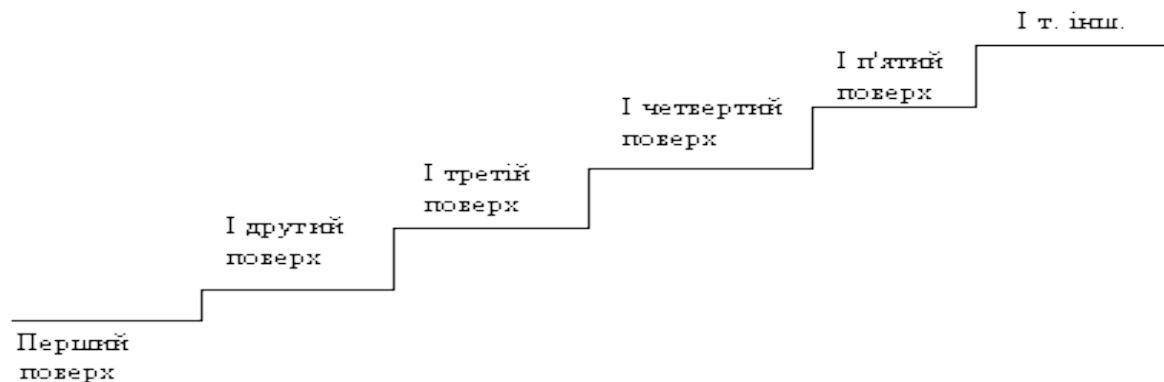 І т. інш.
І п'ятий
поверх
І четвертий
поверх
І третій
поверх
І другий
поверх
Перший
поверх